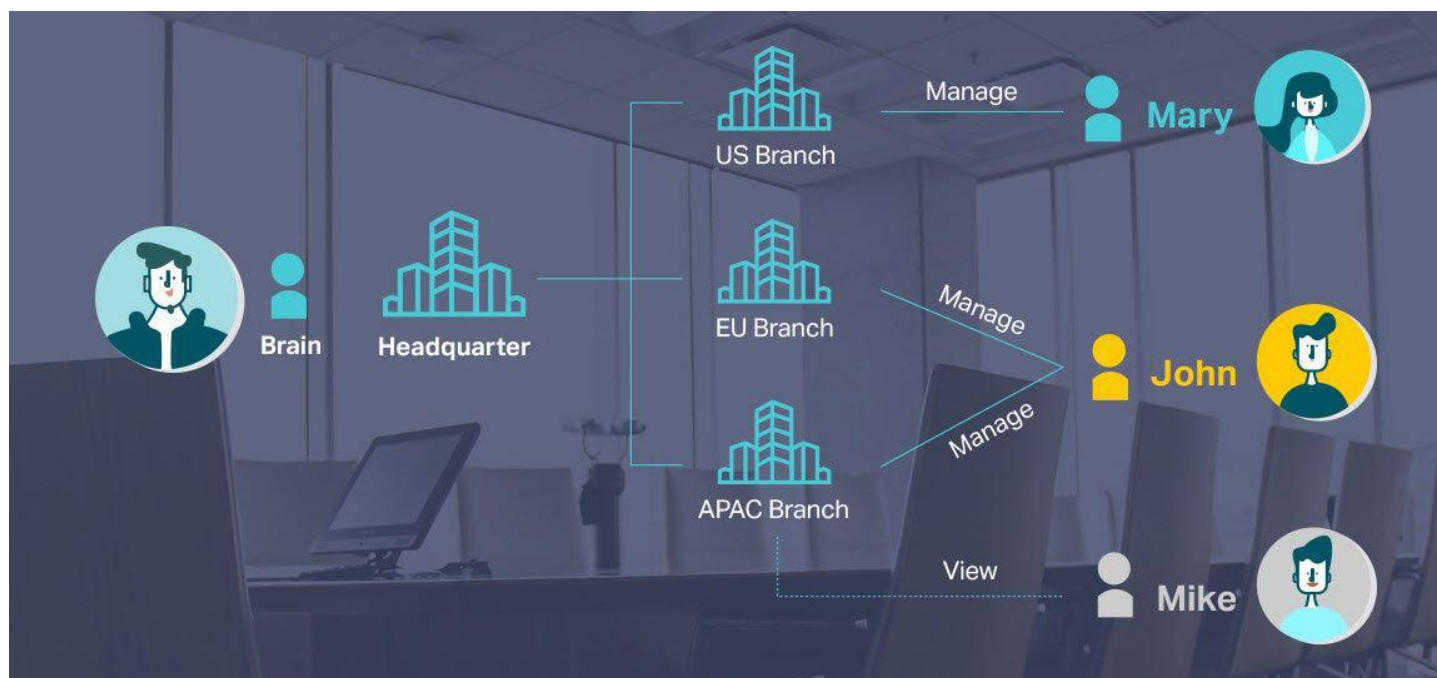 US Branch
Manage
Mary
Brain
Headquarter
EU Branch
Manage
John
Manage
APAC Branch
View
Mike